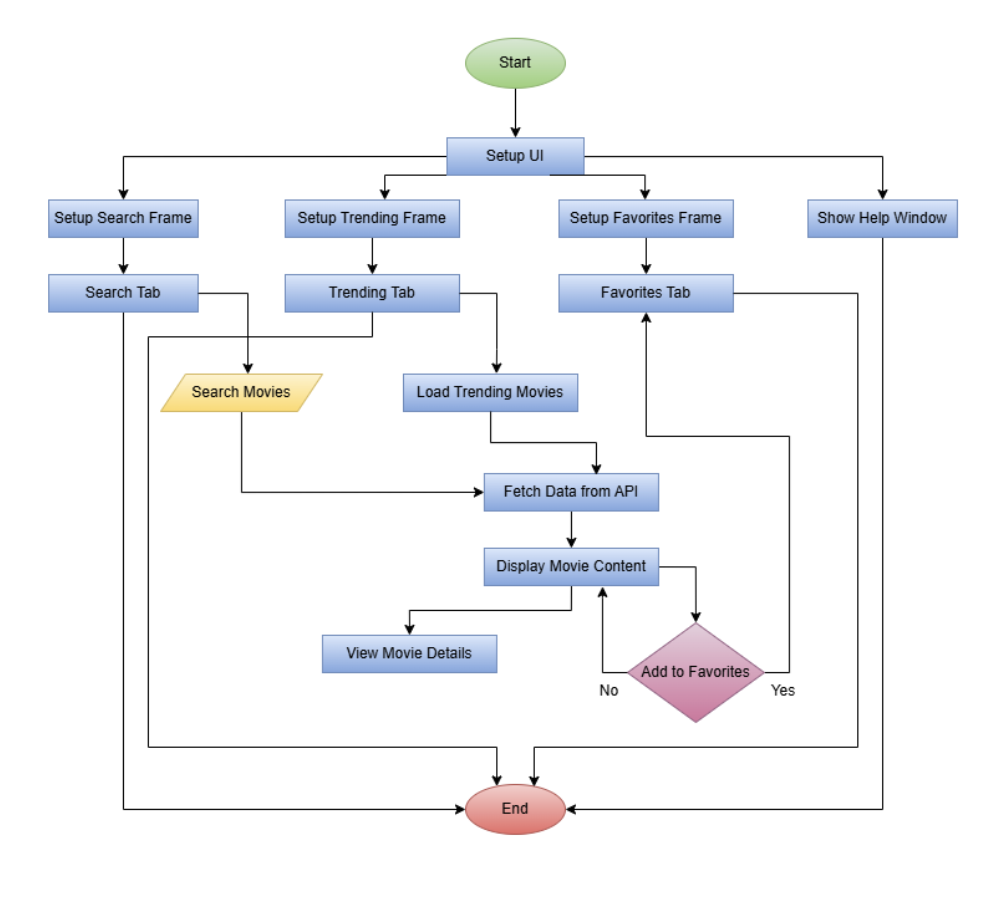 Start
Setup UI
Setup Search Frame
Setup Trending Frame
Setup Favorites Frame
Show Help Window
Search Tab
Trending Tab
Favorites Tab
Search Movies
Load Trending Movies
Fetch Data from API
Display Movie Content
View Movie Details
Add to Favorites
No
Yes
End